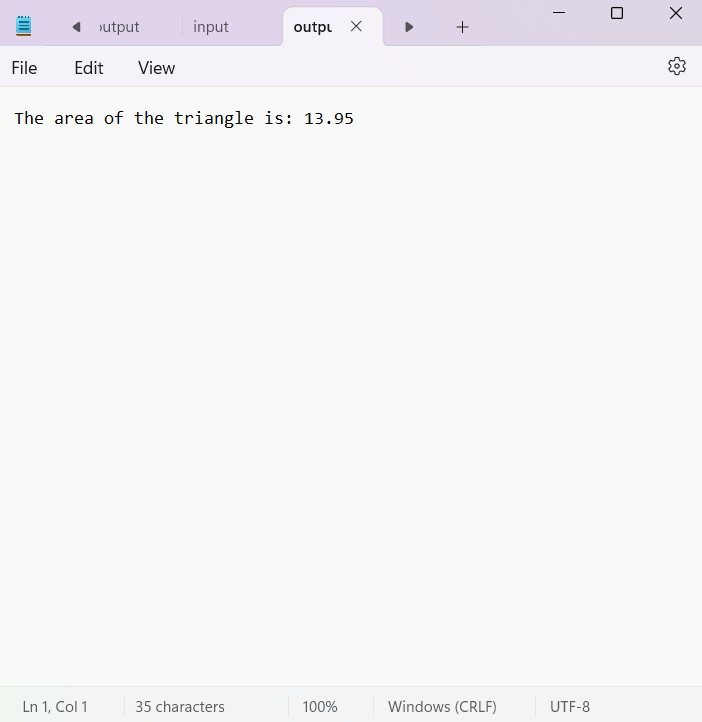 output
input
outpu
File Edit View
The area of the triangle is: 13.95
Ln 1, Col 1 35 characters 100% Windows (CRLF) UTF-8